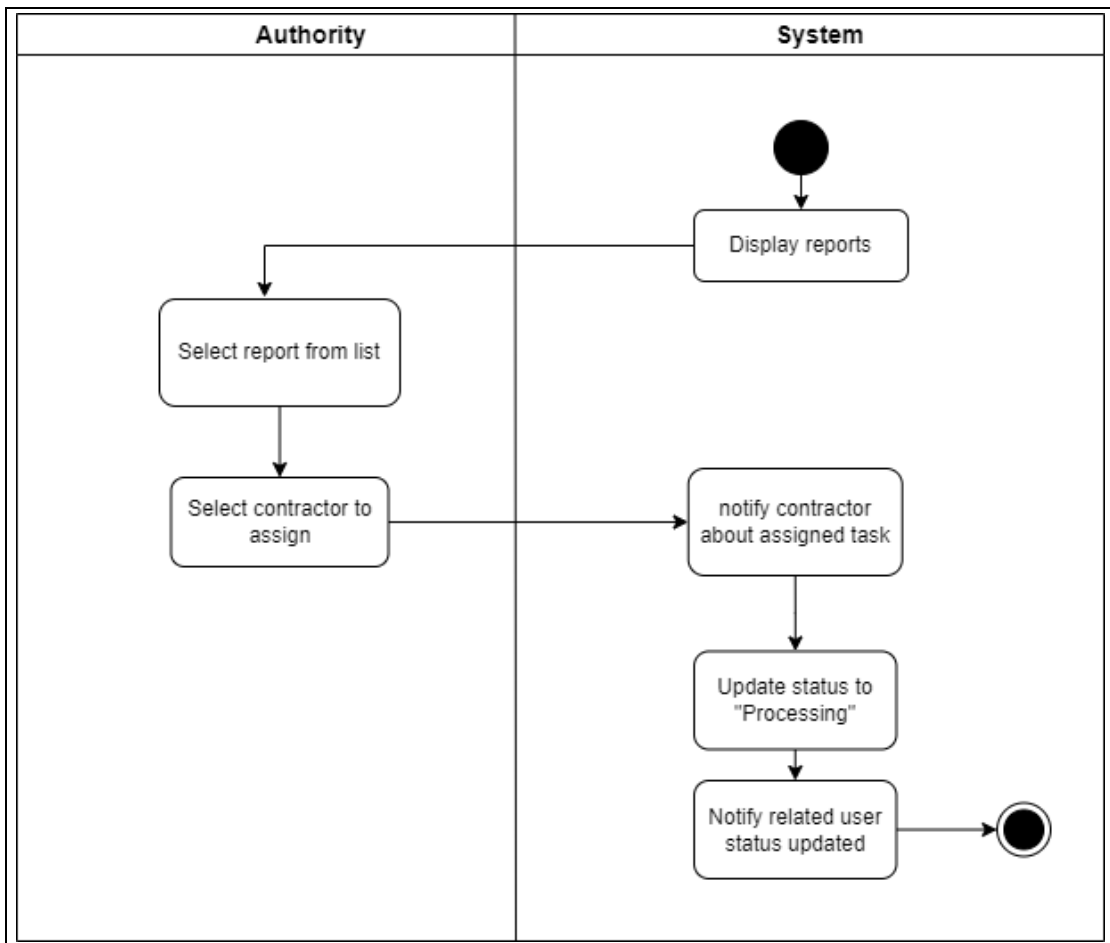 Authority
System
Display reports
Select report from list
Select contractor to
assign
notify contractor
about assigned task
Update status to
"Processing"
Notify related user
status updated